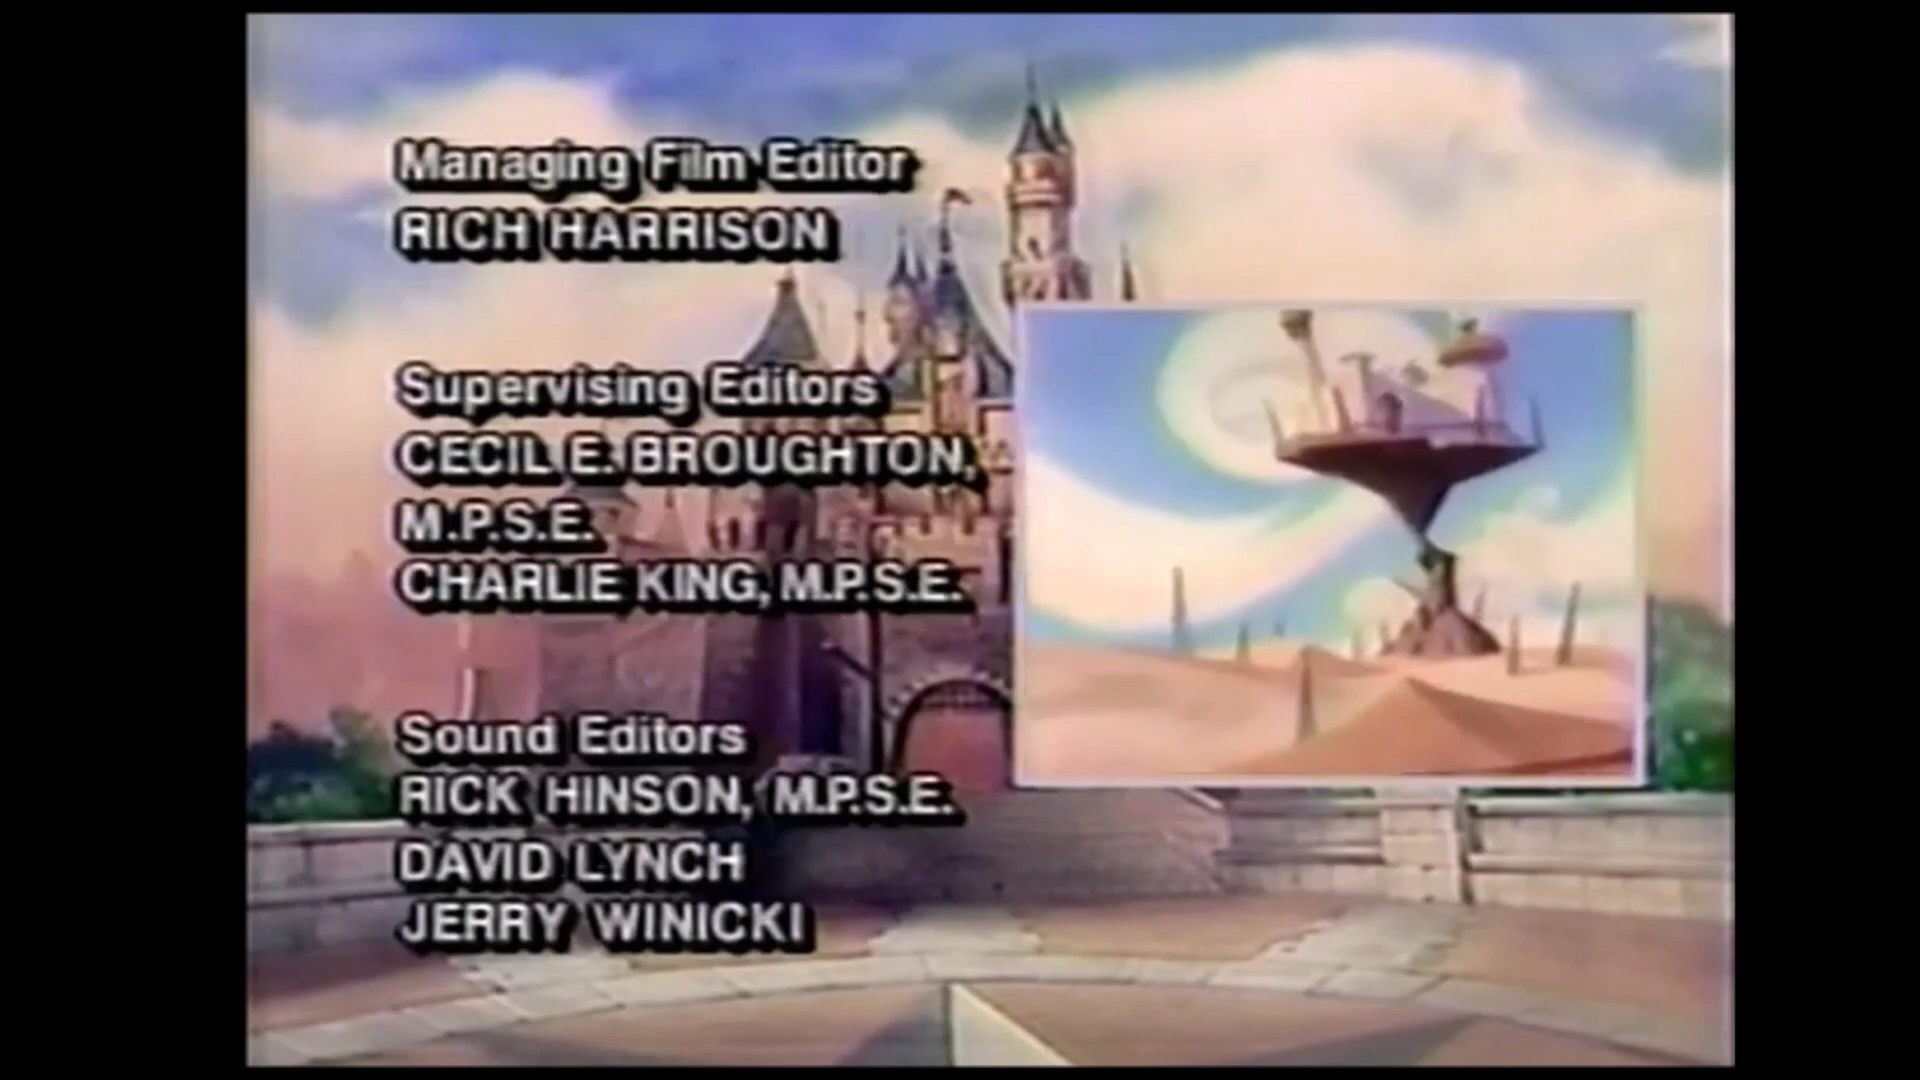 Managing Film Editor
RICH HARRISON
Supervising Editors
CECIL E. BROUGHTON,
M.P.S.E.
CHARLIE KING, M.P.S.E.
Sound Editors
RICK HINSON, M.P.S.E.
DAVID LYNCH
JERRY WINICKI